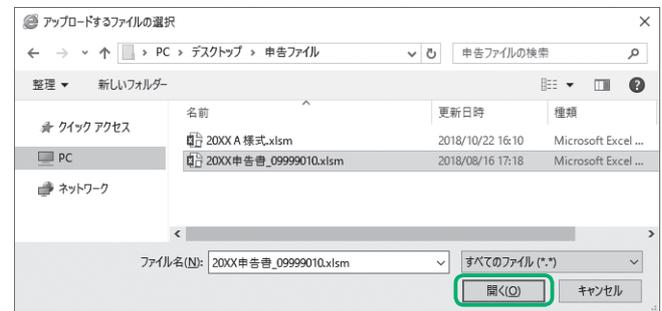 アップロードするファイルの選択
PC > デスクトップ > 申告ファイル
申告ファイルの検索
整理 新しいフォルダー
名前 更新日時 種類
クイック アクセス
PC
ネットワーク
20XX A 様式.xlsm 2018/10/22 16:10 Microsoft Excel ...
20XX申告書_09999010.xlsm 2018/08/16 17:18 Microsoft Excel ...
ファイル名(N): 20XX申告書_09999010.xlsm すべてのファイル (*.*)
開く(O) キャンセル